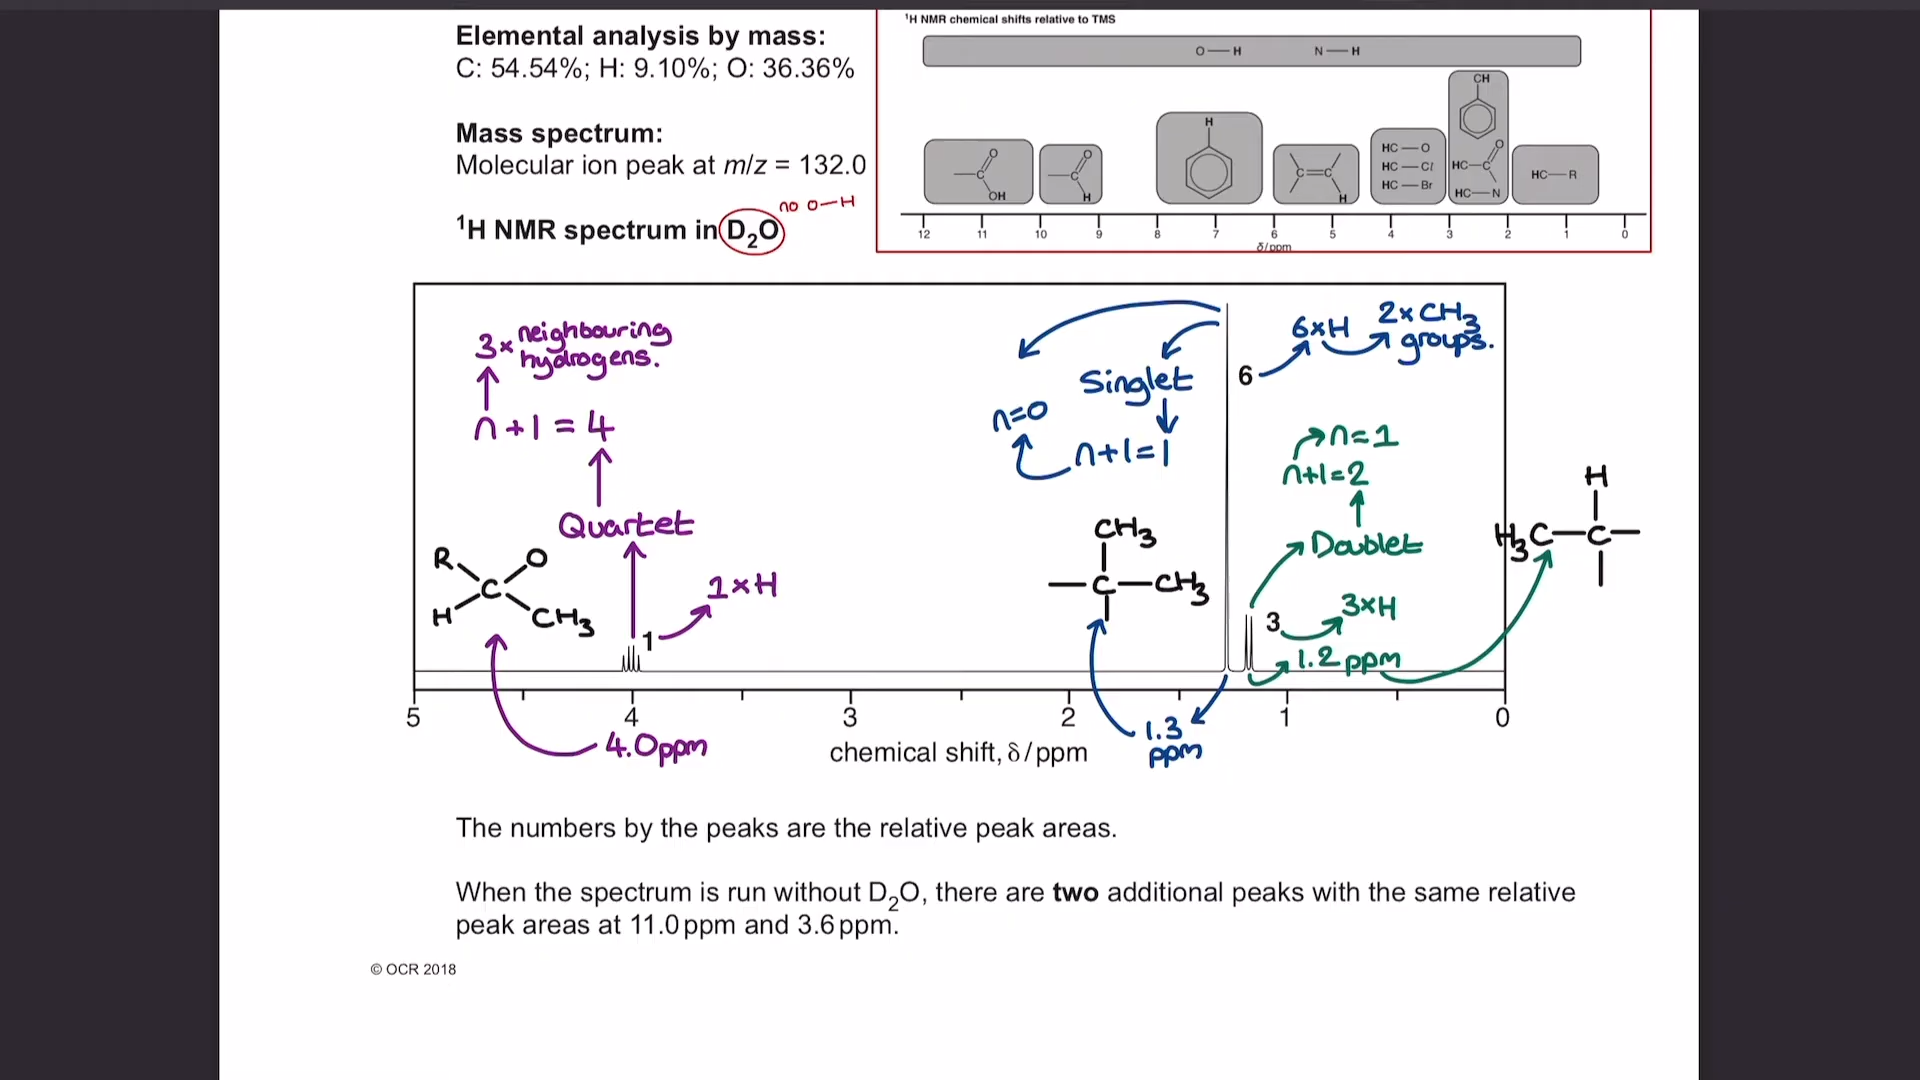 Elemental analysis by mass:
C: 54.54%; H: 9.10%; O: 36.36%
Mass spectrum:
Molecular ion peak at m/z = 132.0
no O–H
¹H NMR spectrum in D₂O
¹H NMR chemical shifts relative to TMS
O—H N—H
CH
H
O O HC—O O
C C C=C HC—Cl HC—C HC—R
OH H H HC—Br HC—N
12 11 10 9 8 7 6 5 4 3 2 1 0
δ/ppm
3× neighbouring
hydrogens.
n+1=4
Quartet
R O
C
H CH₃
1×H
1
4.0ppm
Singlet
n=0
n+1=1
6
6×H 2×CH₃
groups.
CH₃
—C—CH₃
1.3
ppm
n=1
n+1=2
Doublet
3
3×H
1.2ppm
H
H₃C—C—
5 4 3 2 1 0
chemical shift, δ/ppm
The numbers by the peaks are the relative peak areas.
When the spectrum is run without D₂O, there are two additional peaks with the same relative
peak areas at 11.0 ppm and 3.6 ppm.
© OCR 2018